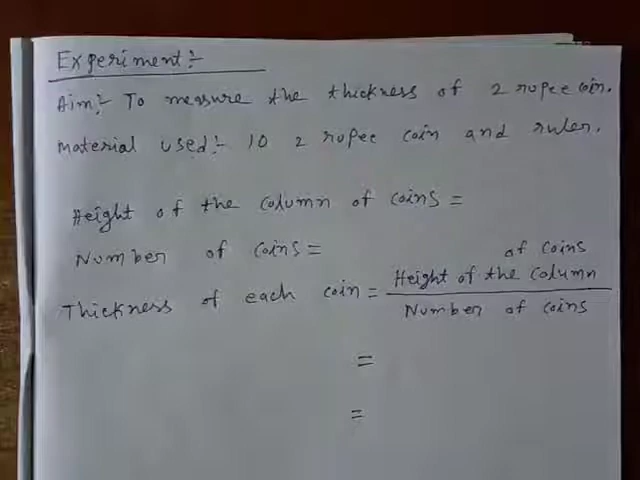 Experiment:-
Aim:- To measure the thickness of 2 rupee coin.
Material used:- 10 2 rupee coin and ruler.
Height of the column of coins =
Number of coins =
of coins
Thickness of each coin = Height of the column
Number of coins
=
=